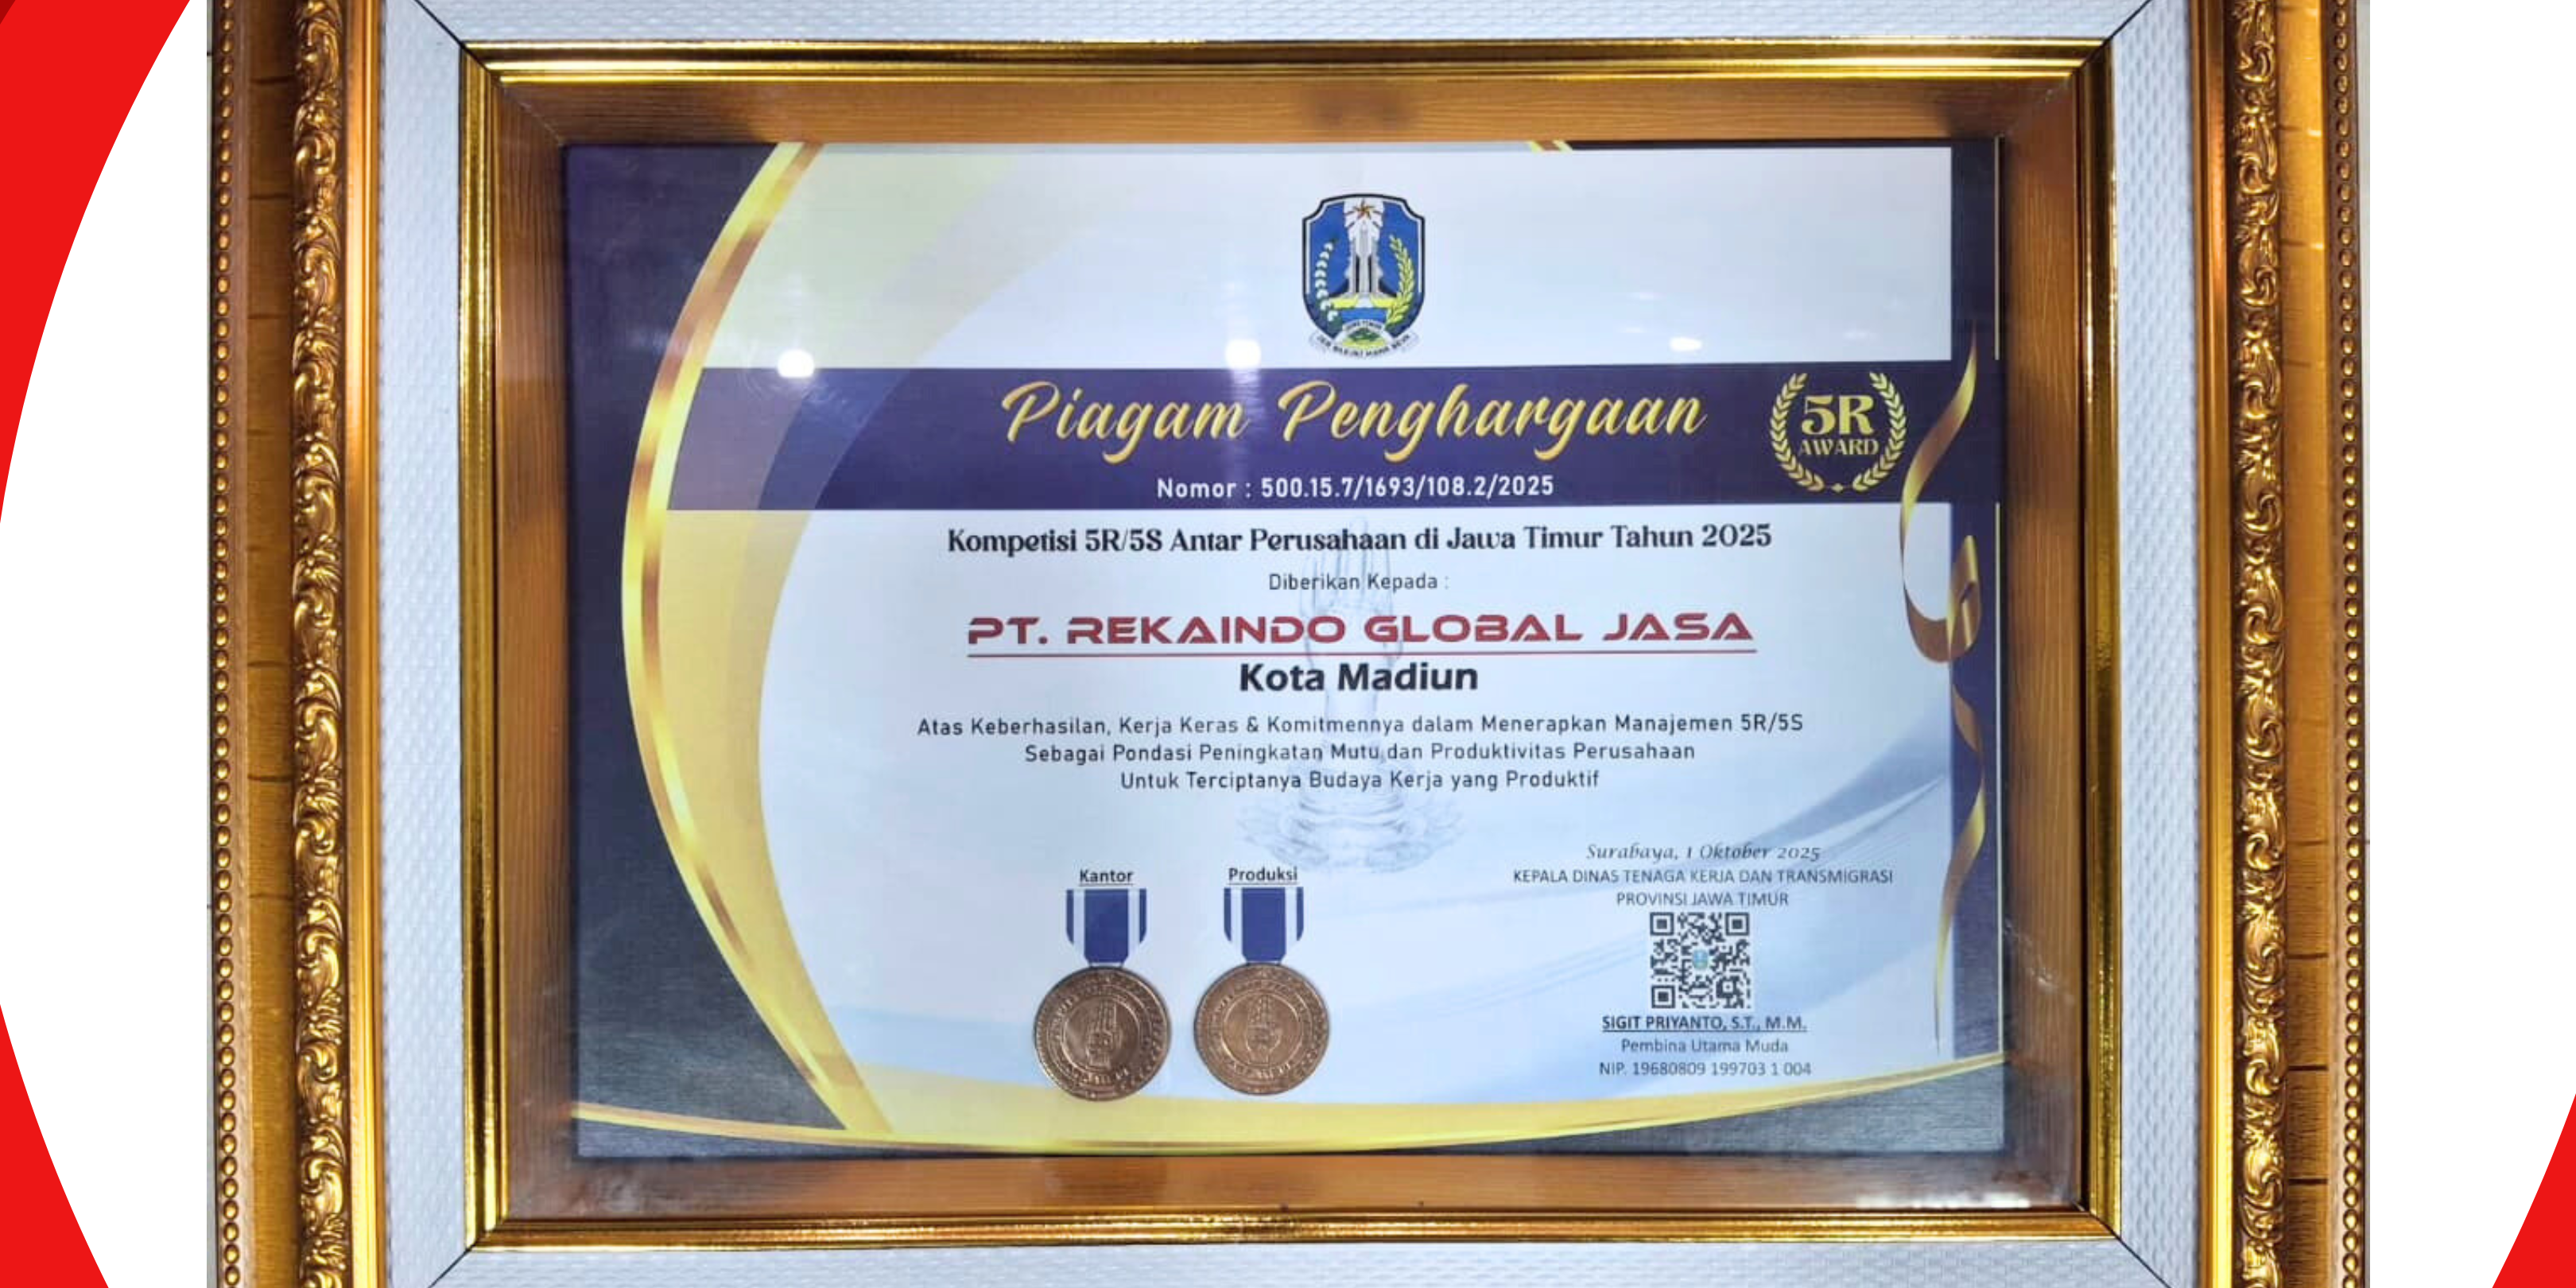 Piagam Penghargaan
5R
AWARD
Nomor : 500.15.7/1693/108.2/2025
Kompetisi 5R/5S Antar Perusahaan di Jawa Timur Tahun 2025
Diberikan Kepada :
PT. REKAINDO GLOBAL JASA
Kota Madiun
Atas Keberhasilan, Kerja Keras & Komitmennya dalam Menerapkan Manajemen 5R/5S
Sebagai Pondasi Peningkatan Mutu dan Produktivitas Perusahaan
Untuk Terciptanya Budaya Kerja yang Produktif
Kantor
Produksi
Surabaya, 1 Oktober 2025
KEPALA DINAS TENAGA KERJA DAN TRANSMIGRASI
PROVINSI JAWA TIMUR
SIGIT PRIYANTO, S.T., M.M.
Pembina Utama Muda
NIP. 19680809 199703 1 004